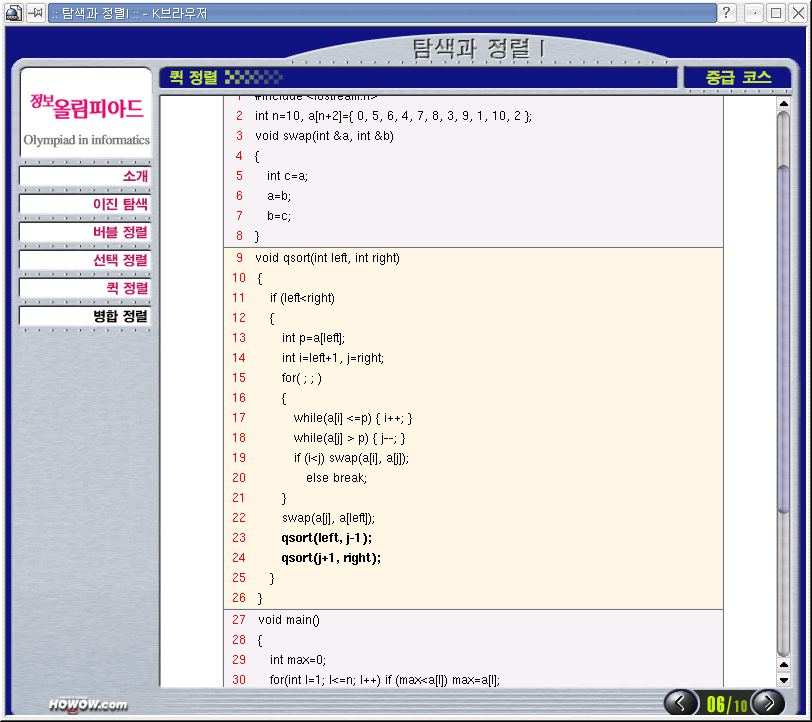 :: 탐색과 정렬I :: - K브라우저
탐색과 정렬 I
퀵 정렬
중급 코스
정보올림피아드
Olympiad in informatics
소개
이진 탐색
버블 정렬
선택 정렬
퀵 정렬
병합 정렬
1 #include <iostream.h>
2 int n=10, a[n+2]={ 0, 5, 6, 4, 7, 8, 3, 9, 1, 10, 2 };
3 void swap(int &a, int &b)
4 {
5 int c=a;
6 a=b;
7 b=c;
8 }
9 void qsort(int left, int right)
10 {
11 if (left<right)
12 {
13 int p=a[left];
14 int i=left+1, j=right;
15 for( ; ; )
16 {
17 while(a[i] <=p) { i++; }
18 while(a[j] > p) { j--; }
19 if (i<j) swap(a[i], a[j]);
20 else break;
21 }
22 swap(a[j], a[left]);
23 qsort(left, j-1);
24 qsort(j+1, right);
25 }
26 }
27 void main()
28 {
29 int max=0;
30 for(int I=1; I<=n; I++) if (max<a[I]) max=a[I];
HOWOW.com
06/10